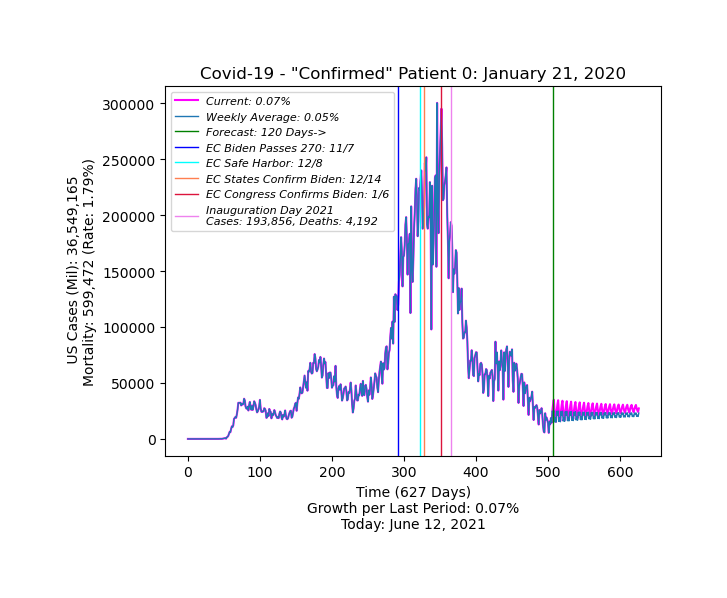 Covid-19 - "Confirmed" Patient 0: January 21, 2020
Current: 0.07%
Weekly Average: 0.05%
Forecast: 120 Days->
EC Biden Passes 270: 11/7
EC Safe Harbor: 12/8
EC States Confirm Biden: 12/14
EC Congress Confirms Biden: 1/6
Inauguration Day 2021
Cases: 193,856, Deaths: 4,192
US Cases (Mil): 36,549,165
Mortality: 599,472 (Rate: 1.79%)
300000
250000
200000
150000
100000
50000
0
0 100 200 300 400 500 600
Time (627 Days)
Growth per Last Period: 0.07%
Today: June 12, 2021